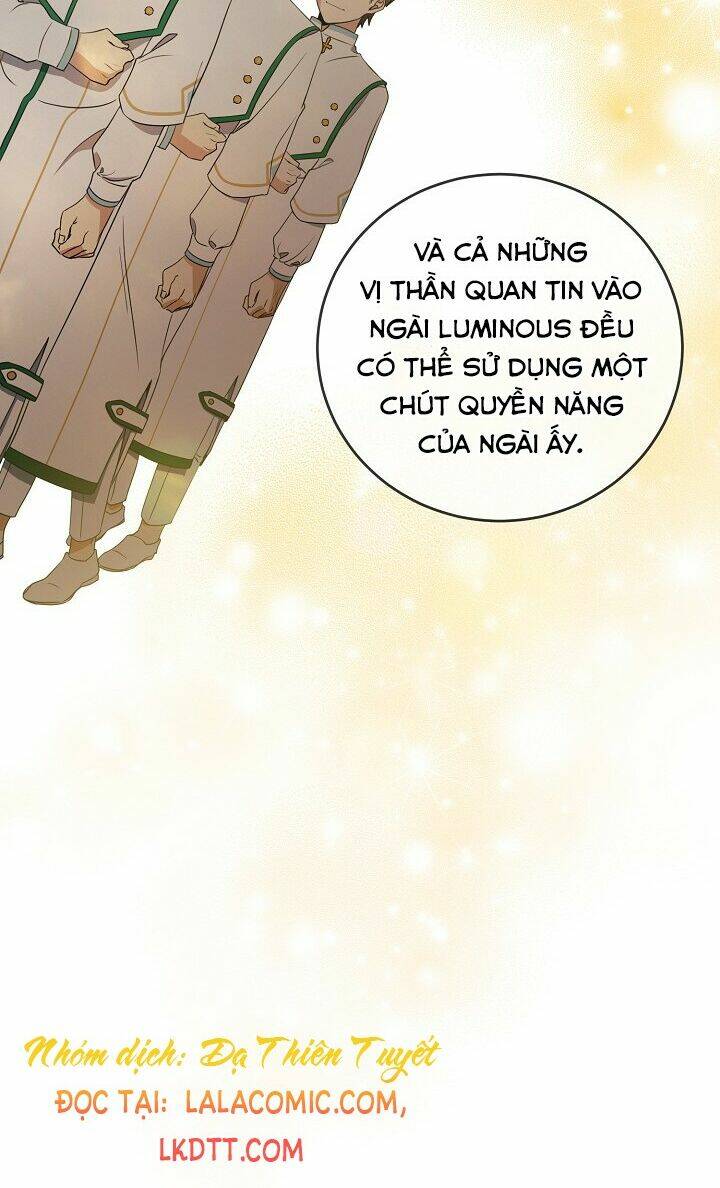 VÀ CẢ NHỮNG
VỊ THẦN QUAN TIN VÀO
NGÀI LUMINOUS ĐỀU
CÓ THỂ SỬ DỤNG MỘT
CHÚT QUYỀN NĂNG
CỦA NGÀI ẤY.
Nhóm dịch: Dạ Thiên Tuyết
ĐỌC TẠI: LALACOMIC.COM,
LKDTT.COM